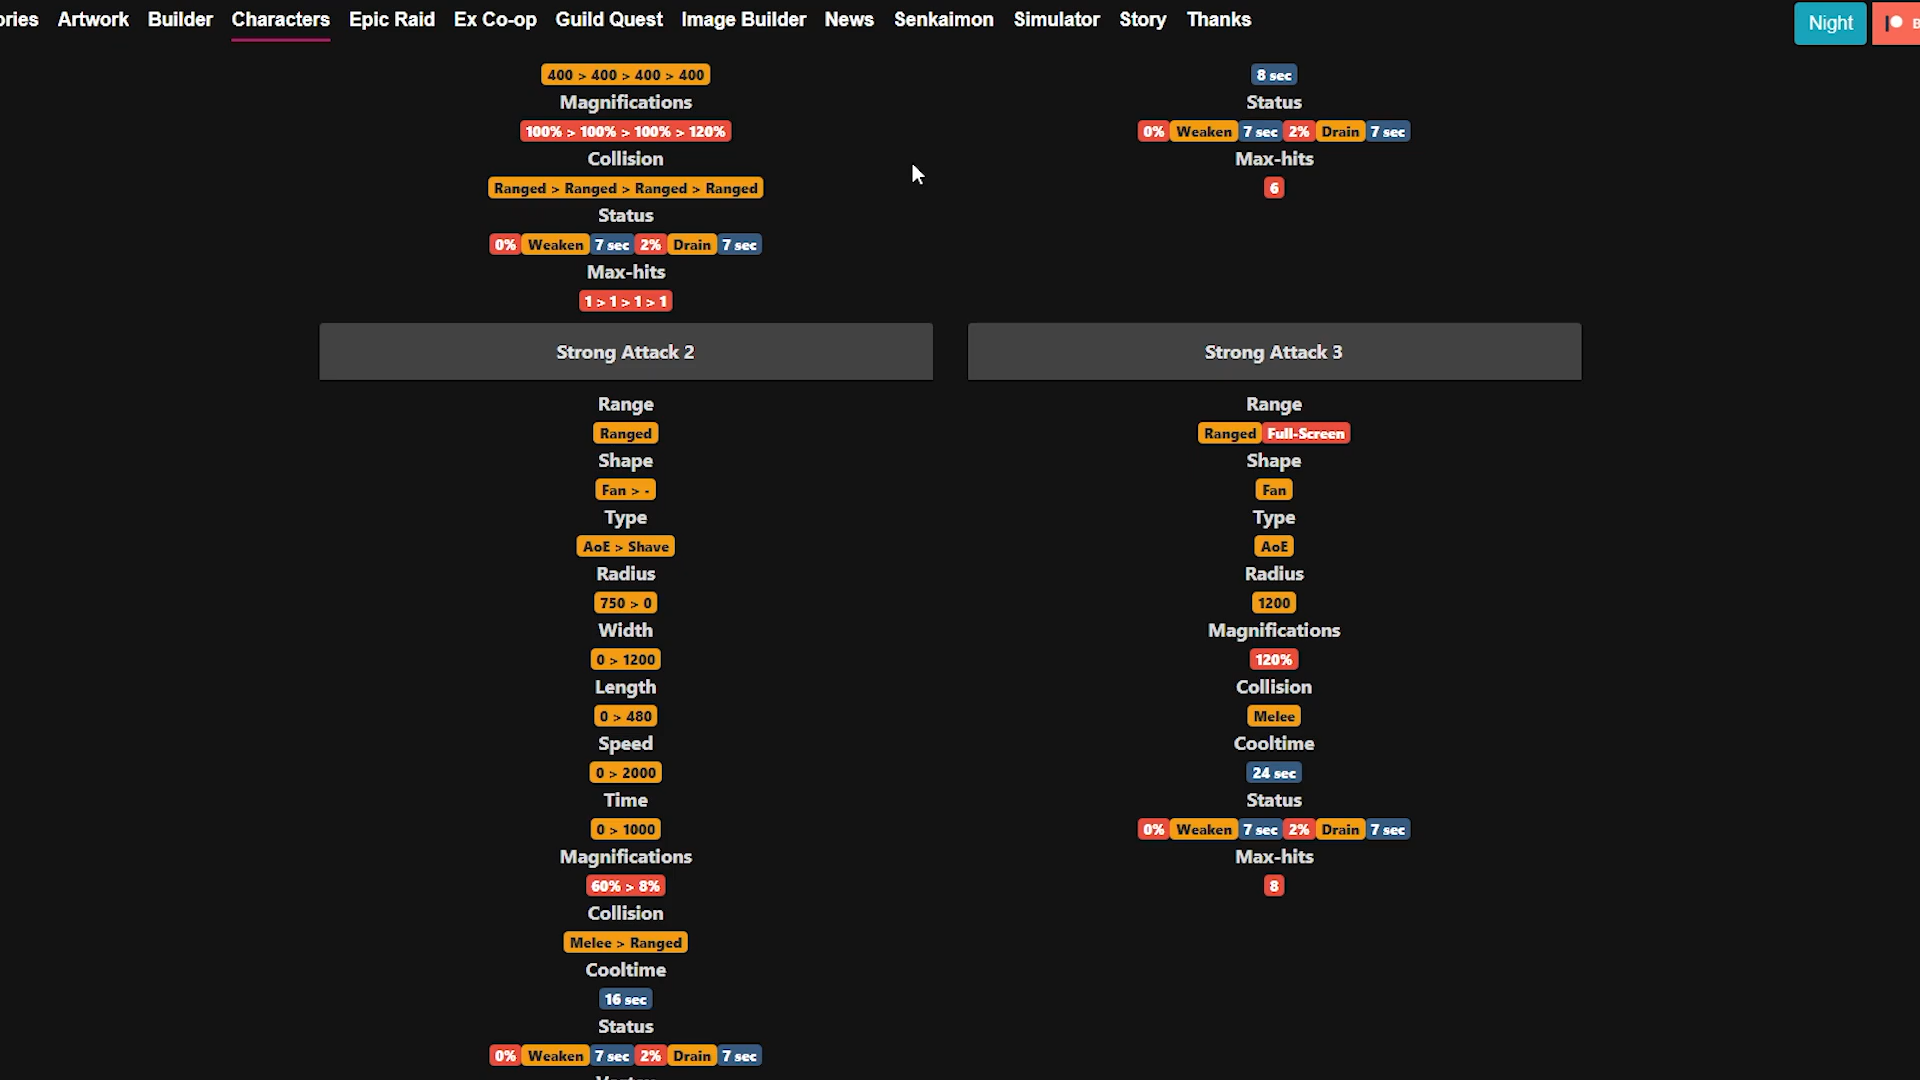 ories Artwork Builder Characters Epic Raid Ex Co-op Guild Quest Image Builder News Senkaimon Simulator Story Thanks Night B
400 > 400 > 400 > 400
Magnifications
100% > 100% > 100% > 120%
Collision
Ranged > Ranged > Ranged > Ranged
Status
0% Weaken 7 sec 2% Drain 7 sec
Max-hits
1 > 1 > 1 > 1
8 sec
Status
0% Weaken 7 sec 2% Drain 7 sec
Max-hits
6
Strong Attack 2
Range
Ranged
Shape
Fan > -
Type
AoE > Shave
Radius
750 > 0
Width
0 > 1200
Length
0 > 480
Speed
0 > 2000
Time
0 > 1000
Magnifications
60% > 8%
Collision
Melee > Ranged
Cooltime
16 sec
Status
0% Weaken 7 sec 2% Drain 7 sec
Strong Attack 3
Range
Ranged Full-Screen
Shape
Fan
Type
AoE
Radius
1200
Magnifications
120%
Collision
Melee
Cooltime
24 sec
Status
0% Weaken 7 sec 2% Drain 7 sec
Max-hits
8